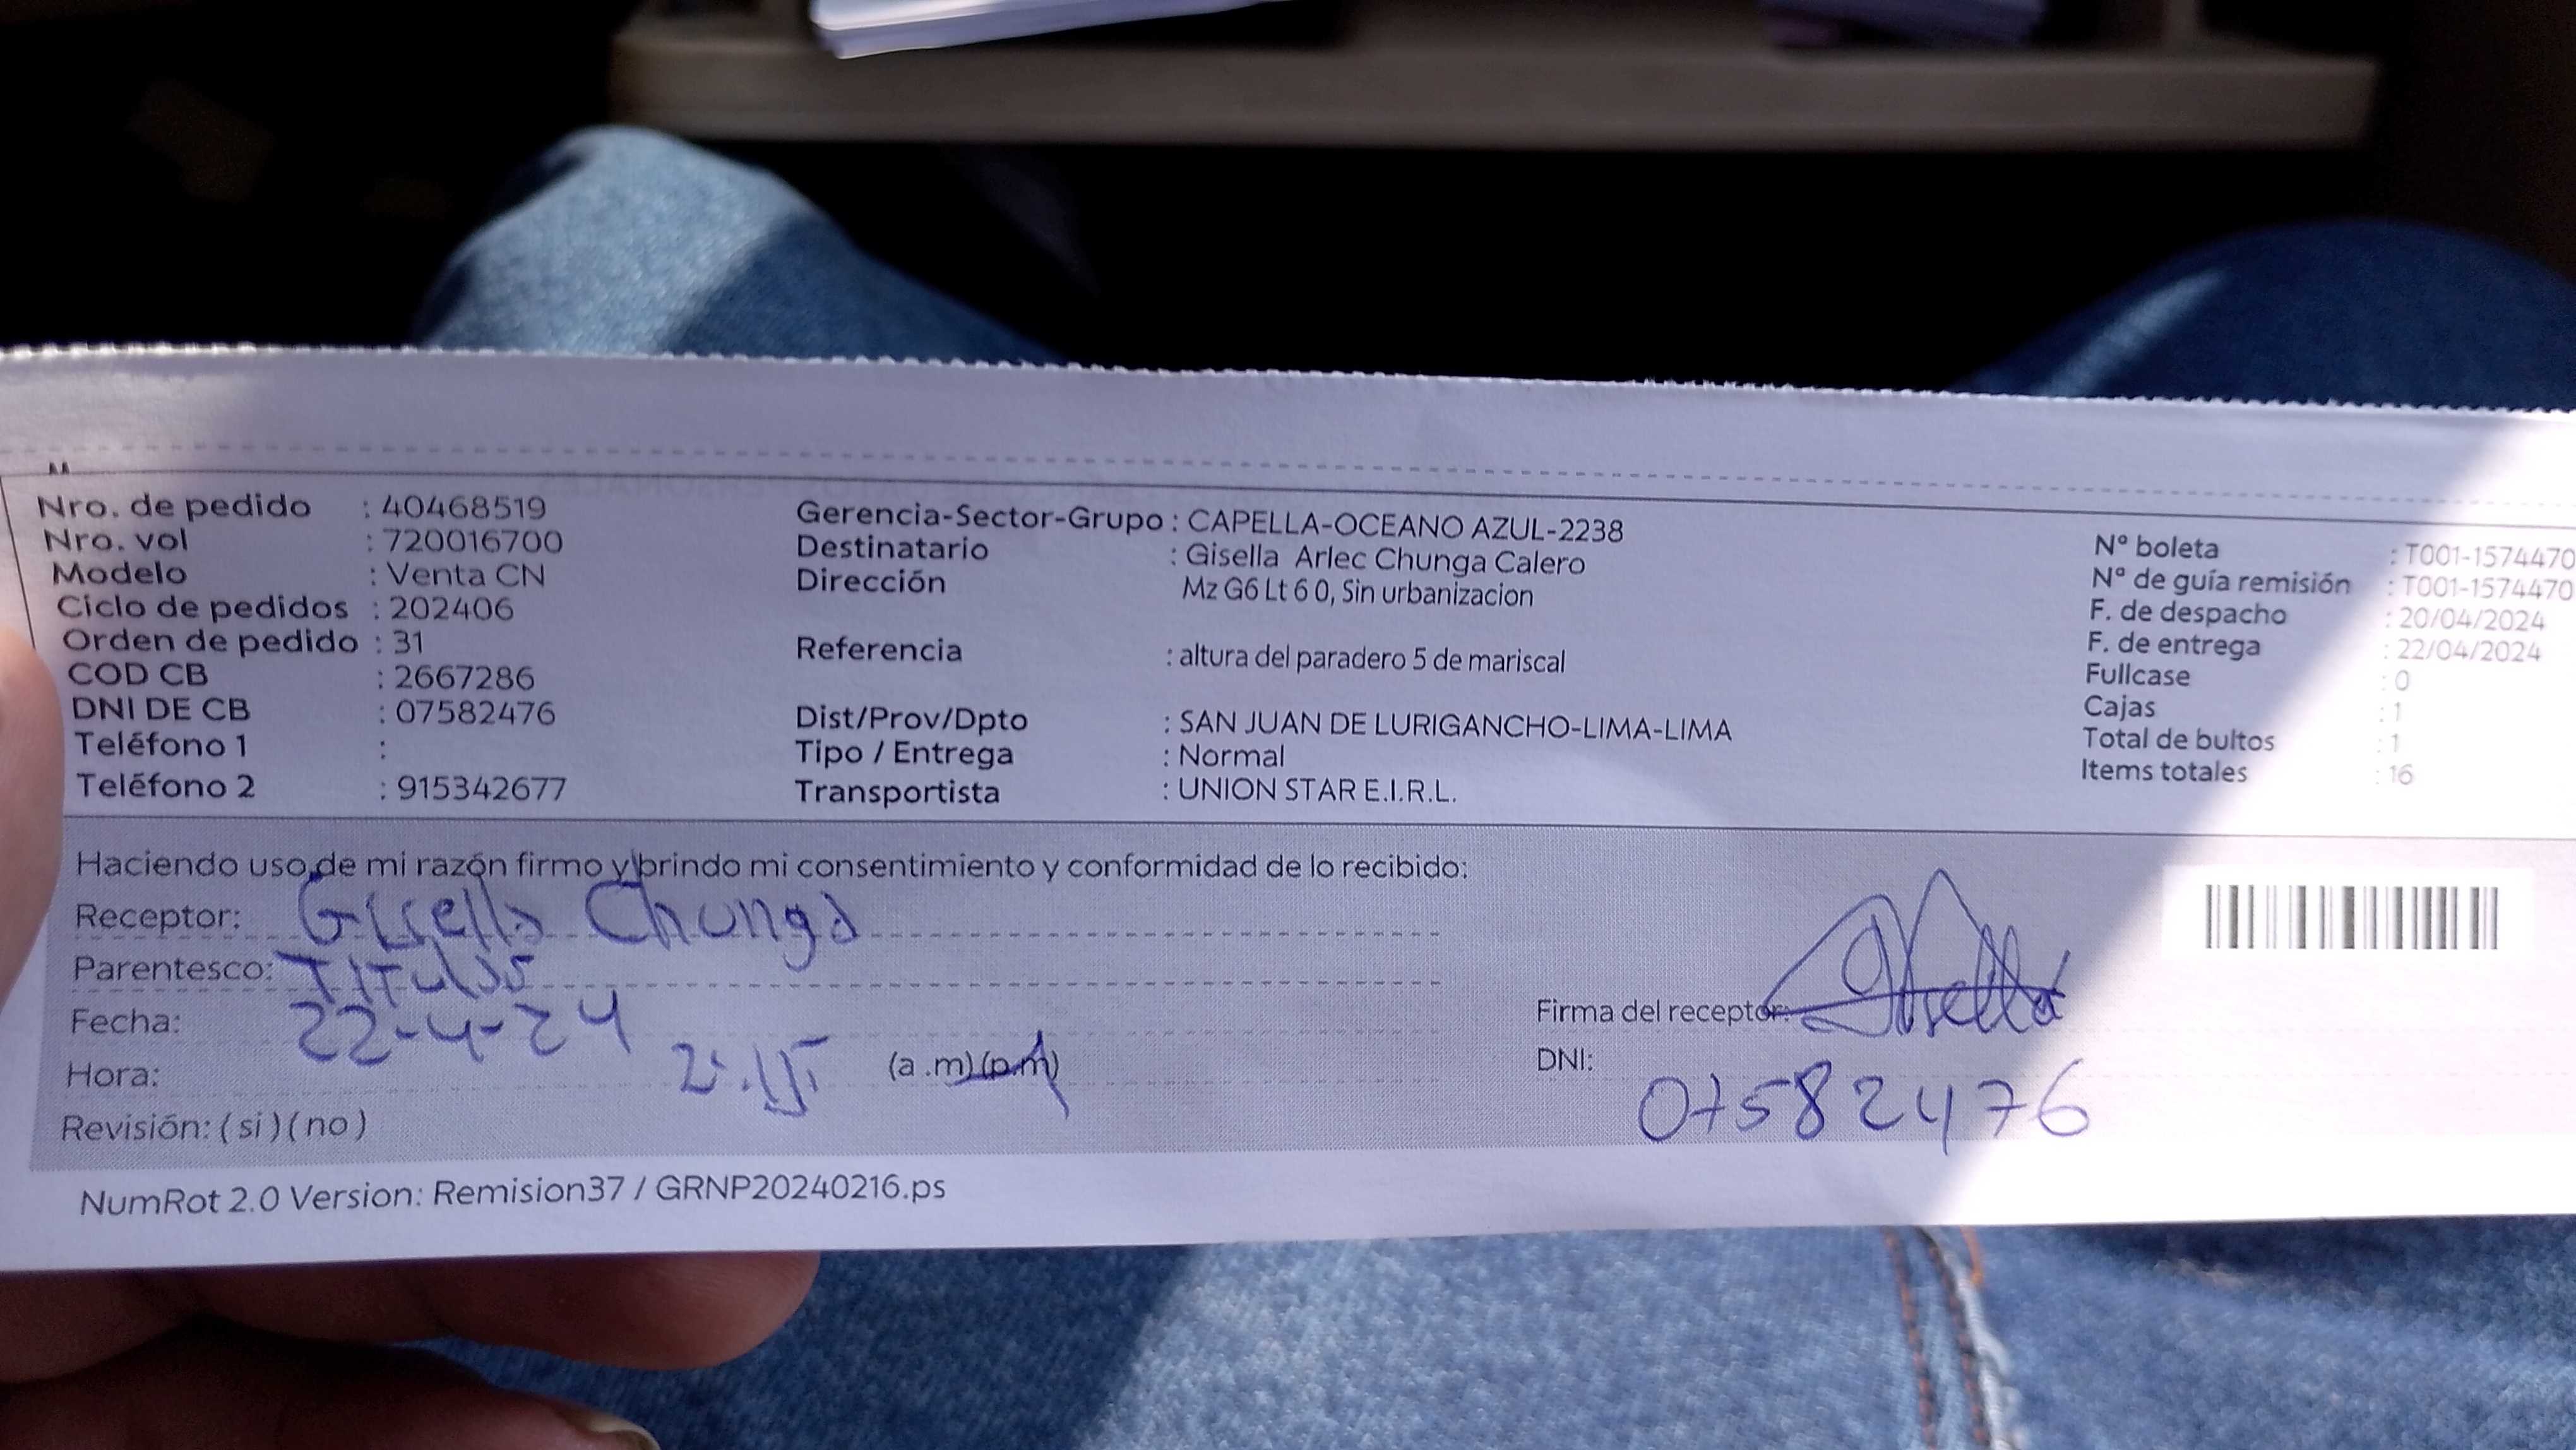 Nro. de pedido : 40468519
Nro. vol : 720016700
Modelo : Venta CN
Ciclo de pedidos : 202406
Orden de pedido : 31
COD CB : 2667286
DNI DE CB : 07582476
Teléfono 1 :
Teléfono 2 : 915342677
Gerencia-Sector-Grupo : CAPELLA-OCEANO AZUL-2238
Destinatario : Gisella Arlec Chunga Calero
Dirección Mz G6 Lt 6 0, Sin urbanizacion
Referencia : altura del paradero 5 de mariscal
Dist/Prov/Dpto : SAN JUAN DE LURIGANCHO-LIMA-LIMA
Tipo / Entrega : Normal
Transportista : UNION STAR E.I.R.L.
Nº boleta : T001-1574470
Nº de guía remisión : T001-1574470
F. de despacho : 20/04/2024
F. de entrega : 22/04/2024
Fullcase : 0
Cajas : 1
Total de bultos : 1
Items totales : 16
Haciendo uso de mi razón firmo y brindo mi consentimiento y conformidad de lo recibido:
Receptor: Gisella Chunga
Parentesco: Titular
Fecha: 22-4-24
Hora: 2:15 (a .m)(p.m)
Revisión: ( si ) ( no )
Firma del receptor: Gisella
DNI: 07582476
NumRot 2.0 Version: Remision37 / GRNP20240216.ps